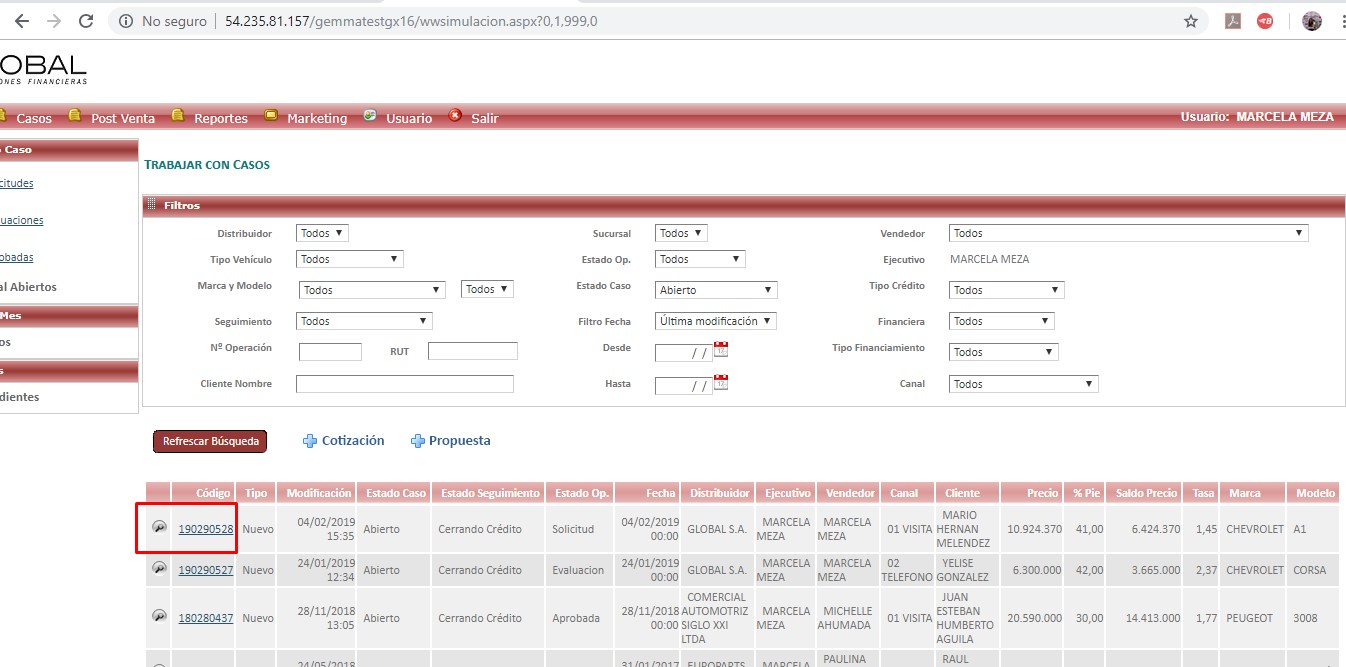 No seguro
54.235.81.157/gemmatestgx16/wwsimulacion.aspx?0,1,999,0
OBAL
ONES FINANCIERAS
Casos Post Venta Reportes Marketing Usuario Salir Usuario: MARCELA MEZA
Caso
citudes
uaciones
obadas
al Abiertos
Mes
os
s
dientes
TRABAJAR CON CASOS
Filtros
Distribuidor Todos Sucursal Todos Vendedor Todos
Tipo Vehículo Todos Estado Op. Todos Ejecutivo MARCELA MEZA
Marca y Modelo Todos Todos Estado Caso Abierto Tipo Crédito Todos
Seguimiento Todos Filtro Fecha Última modificación Financiera Todos
Nº Operación RUT Desde / / Tipo Financiamiento Todos
Cliente Nombre Hasta / / Canal Todos
Refrescar Búsqueda Cotización Propuesta
Código Tipo Modificación Estado Caso Estado Seguimiento Estado Op. Fecha Distribuidor Ejecutivo Vendedor Canal Cliente Precio % Pie Saldo Precio Tasa Marca Modelo
190290528 Nuevo 04/02/2019 15:35 Abierto Cerrando Crédito Solicitud 04/02/2019 00:00 GLOBAL S.A. MARCELA MEZA MARCELA MEZA 01 VISITA MARIO HERNAN MELENDEZ 10.924.370 41,00 6.424.370 1,45 CHEVROLET A1
190290527 Nuevo 24/01/2019 12:34 Abierto Cerrando Crédito Evaluacion 24/01/2019 00:00 GLOBAL S.A. MARCELA MEZA MARCELA MEZA 02 TELEFONO YELISE GONZALEZ 6.300.000 42,00 3.665.000 2,37 CHEVROLET CORSA
180280437 Nuevo 28/11/2018 13:05 Abierto Cerrando Crédito Aprobada 28/11/2018 00:00 COMERCIAL AUTOMOTRIZ SIGLO XXI LTDA MARCELA MEZA MICHELLE AHUMADA 01 VISITA JUAN ESTEBAN HUMBERTO AGUILA 20.590.000 30,00 14.413.000 1,77 PEUGEOT 3008
24/05/2018 31/01/2017 EUROPARTS MARCELA PAULINA RAUL